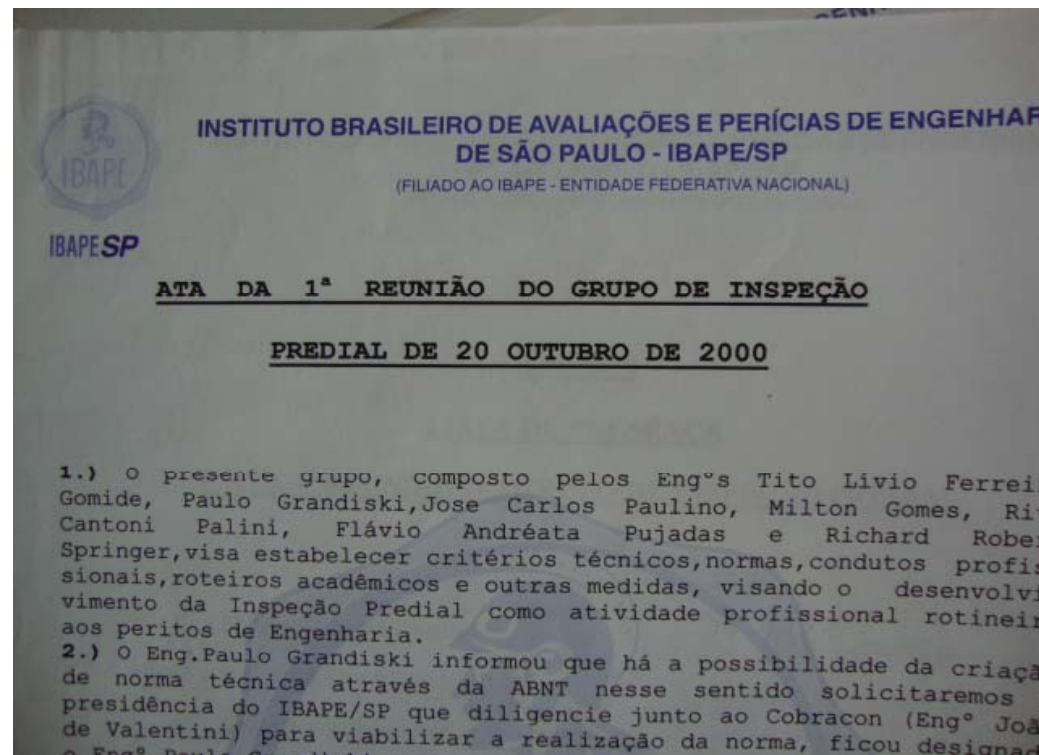 INSTITUTO BRASILEIRO DE AVALIAÇÕES E PERÍCIAS DE ENGENHAR
DE SÃO PAULO - IBAPE/SP
(FILIADO AO IBAPE - ENTIDADE FEDERATIVA NACIONAL)
IBAPE
IBAPESP
ATA DA 1ª REUNIÃO DO GRUPO DE INSPEÇÃO
PREDIAL DE 20 OUTUBRO DE 2000
1.) O presente grupo, composto pelos Engºs Tito Livio Ferrei
Gomide, Paulo Grandiski,Jose Carlos Paulino, Milton Gomes, Ri
Cantoni Palini, Flávio Andréata Pujadas e Richard Robe
Springer,visa estabelecer critérios técnicos,normas,condutos profis
sionais,roteiros acadêmicos e outras medidas, visando o desenvolvi
vimento da Inspeção Predial como atividade profissional rotineir
aos peritos de Engenharia.
2.) O Eng.Paulo Grandiski informou que há a possibilidade da criaçã
de norma técnica através da ABNT nesse sentido solicitaremos
presidência do IBAPE/SP que diligencie junto ao Cobracon (Engº Joã
de Valentini) para viabilizar a realização da norma, ficou designad
o Engº Paulo